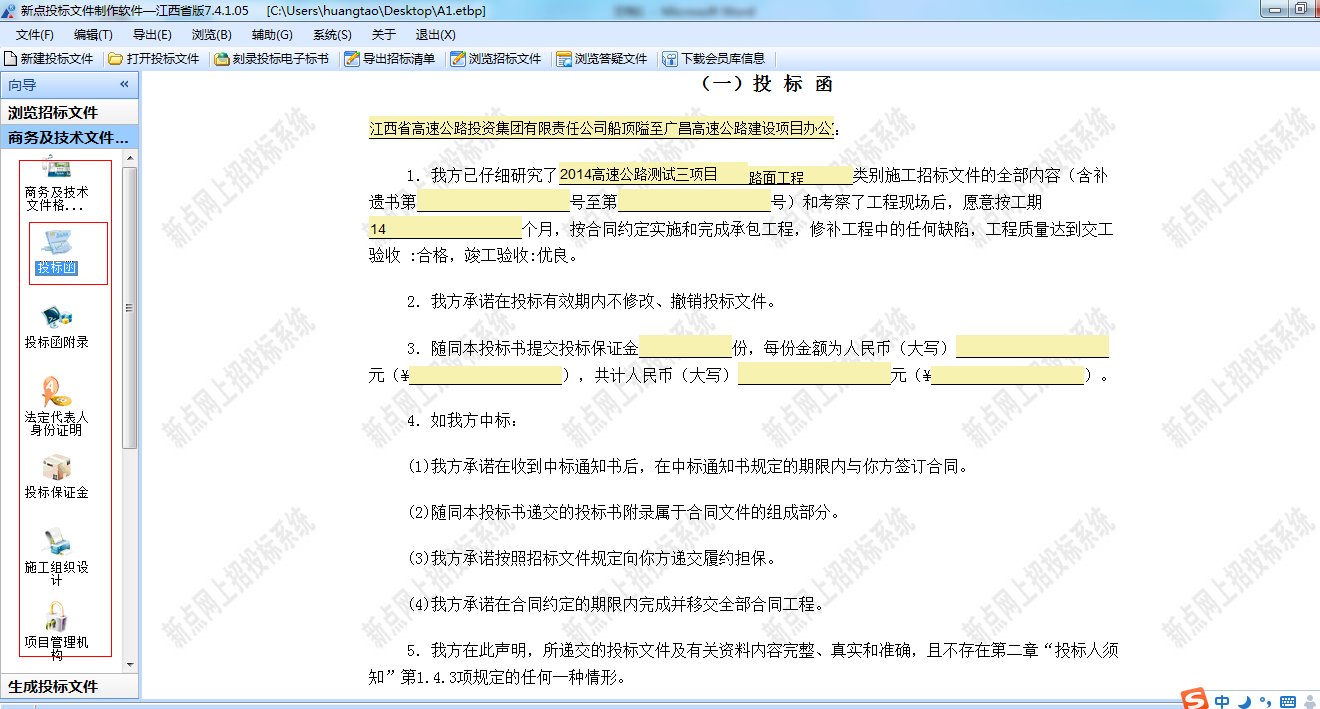 新点投标文件制作软件—江西省版7.4.1.05 [C:\Users\huangtao\Desktop\A1.etbp]
文件(F) 编辑(T) 导出(E) 浏览(B) 辅助(G) 系统(S) 关于 退出(X)
新建投标文件 打开投标文件 刻录投标电子标书 导出招标清单 浏览招标文件 浏览答疑文件 下载会员库信息
向导 «
浏览招标文件
商务及技术文件...
商务及技术
文件格...
投标函
投标函附录
法定代表人
身份证明
投标保证金
施工组织设
计
项目管理机
构
生成投标文件
（一）投 标 函
江西省高速公路投资集团有限责任公司船顶隘至广昌高速公路建设项目办公:
1. 我方已仔细研究了2014高速公路测试三项目 路面工程 类别施工招标文件的全部内容（含补
遗书第 号至第 号）和考察了工程现场后，愿意按工期
14 个月，按合同约定实施和完成承包工程，修补工程中的任何缺陷，工程质量达到交工
验收 :合格，竣工验收:优良。
2. 我方承诺在投标有效期内不修改、撤销投标文件。
3. 随同本投标书提交投标保证金 份，每份金额为人民币（大写）
元（¥ ），共计人民币（大写） 元（¥ ）。
4. 如我方中标：
(1)我方承诺在收到中标通知书后，在中标通知书规定的期限内与你方签订合同。
(2)随同本投标书递交的投标书附录属于合同文件的组成部分。
(3)我方承诺按照招标文件规定向你方递交履约担保。
(4)我方承诺在合同约定的期限内完成并移交全部合同工程。
5. 我方在此声明，所递交的投标文件及有关资料内容完整、真实和准确，且不存在第二章“投标人须
知”第1.4.3项规定的任何一种情形。
新点网上招投标系统
中